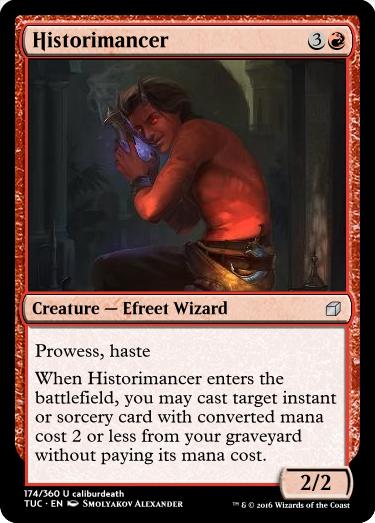 Historimancer 3
Creature — Efreet Wizard
Prowess, haste
When Historimancer enters the
battlefield, you may cast target instant
or sorcery card with converted mana
cost 2 or less from your graveyard
without paying its mana cost.
2/2
174/360 U caliburdeath
TUC • EN Smolyakov Alexander
™ & © 2016 Wizards of the Coast